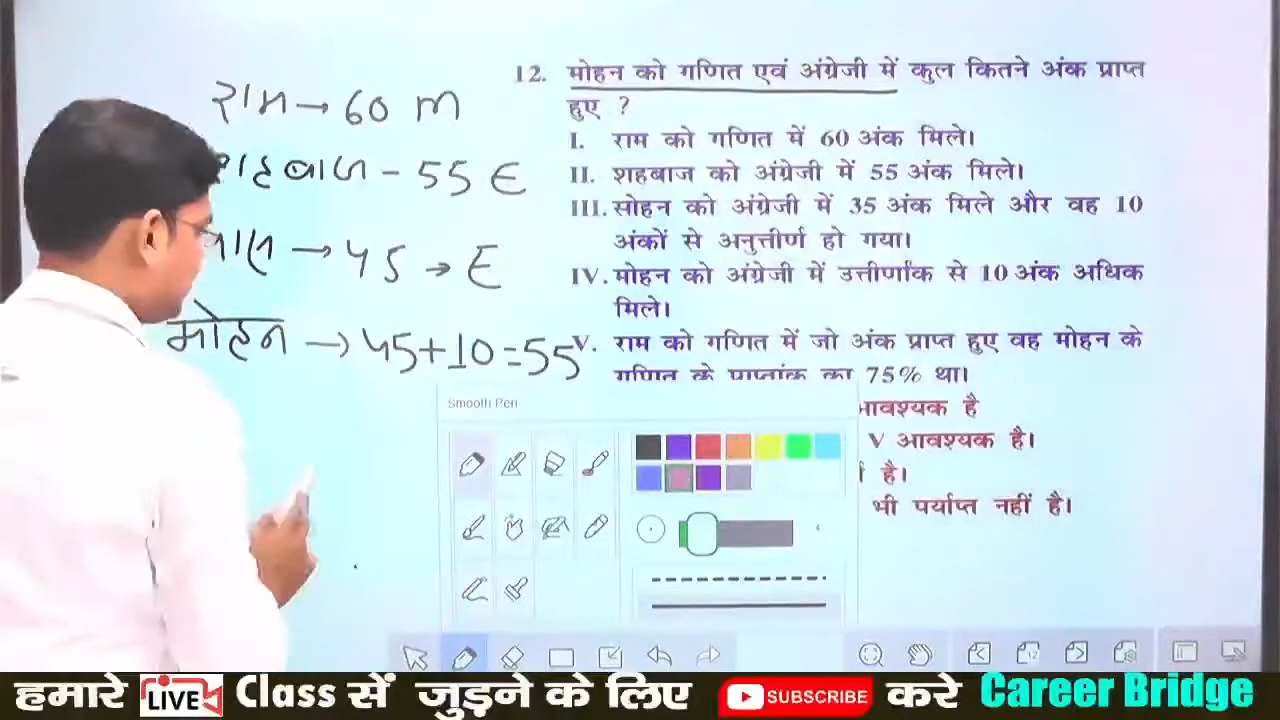 राम → 60 m
12. मोहन को गणित एवं अंग्रेजी में कुल कितने अंक प्राप्त
हुए ?
I. राम को गणित में 60 अंक मिले।
शहबाज - 55 E
II. शहबाज को अंग्रेजी में 55 अंक मिले।
III. सोहन को अंग्रेजी में 35 अंक मिले और वह 10
अंकों से अनुत्तीर्ण हो गया।
→ 45 → E
IV. मोहन को अंग्रेजी में उत्तीर्णांक से 10 अंक अधिक
मिले।
मोहन → 45+10=55
V. राम को गणित में जो अंक प्राप्त हुए वह मोहन के
गणित के प्राप्तांक का 75% था।
Smooth Pen
आवश्यक है
V आवश्यक है।
है।
भी पर्याप्त नहीं है।
हमारे LIVE Class सें जुड़ने के लिए SUBSCRIBE करे Career Bridge